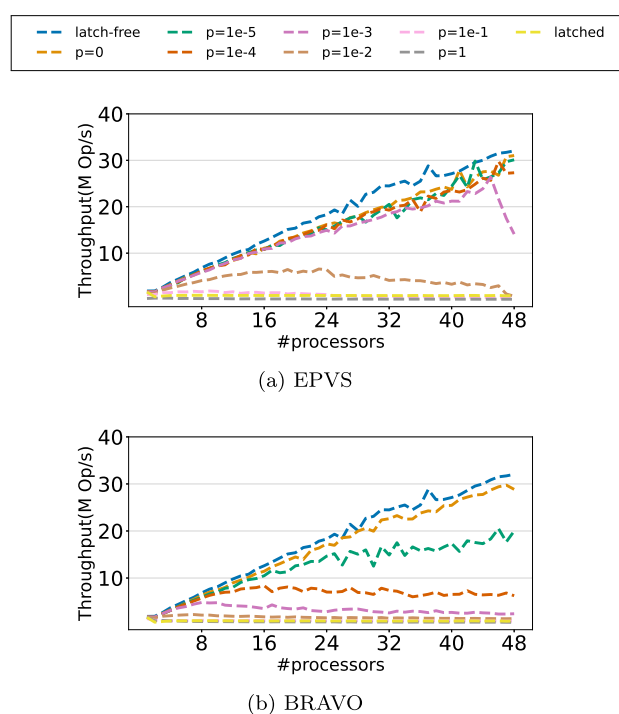 latch-free p=1e-5 p=1e-3 p=1e-1 latched
p=0 p=1e-4 p=1e-2 p=1
40
30
20
10
Throughput(M Op/s)
8 16 24 32 40 48
#processors
(a) EPVS
40
30
20
10
Throughput(M Op/s)
8 16 24 32 40 48
#processors
(b) BRAVO